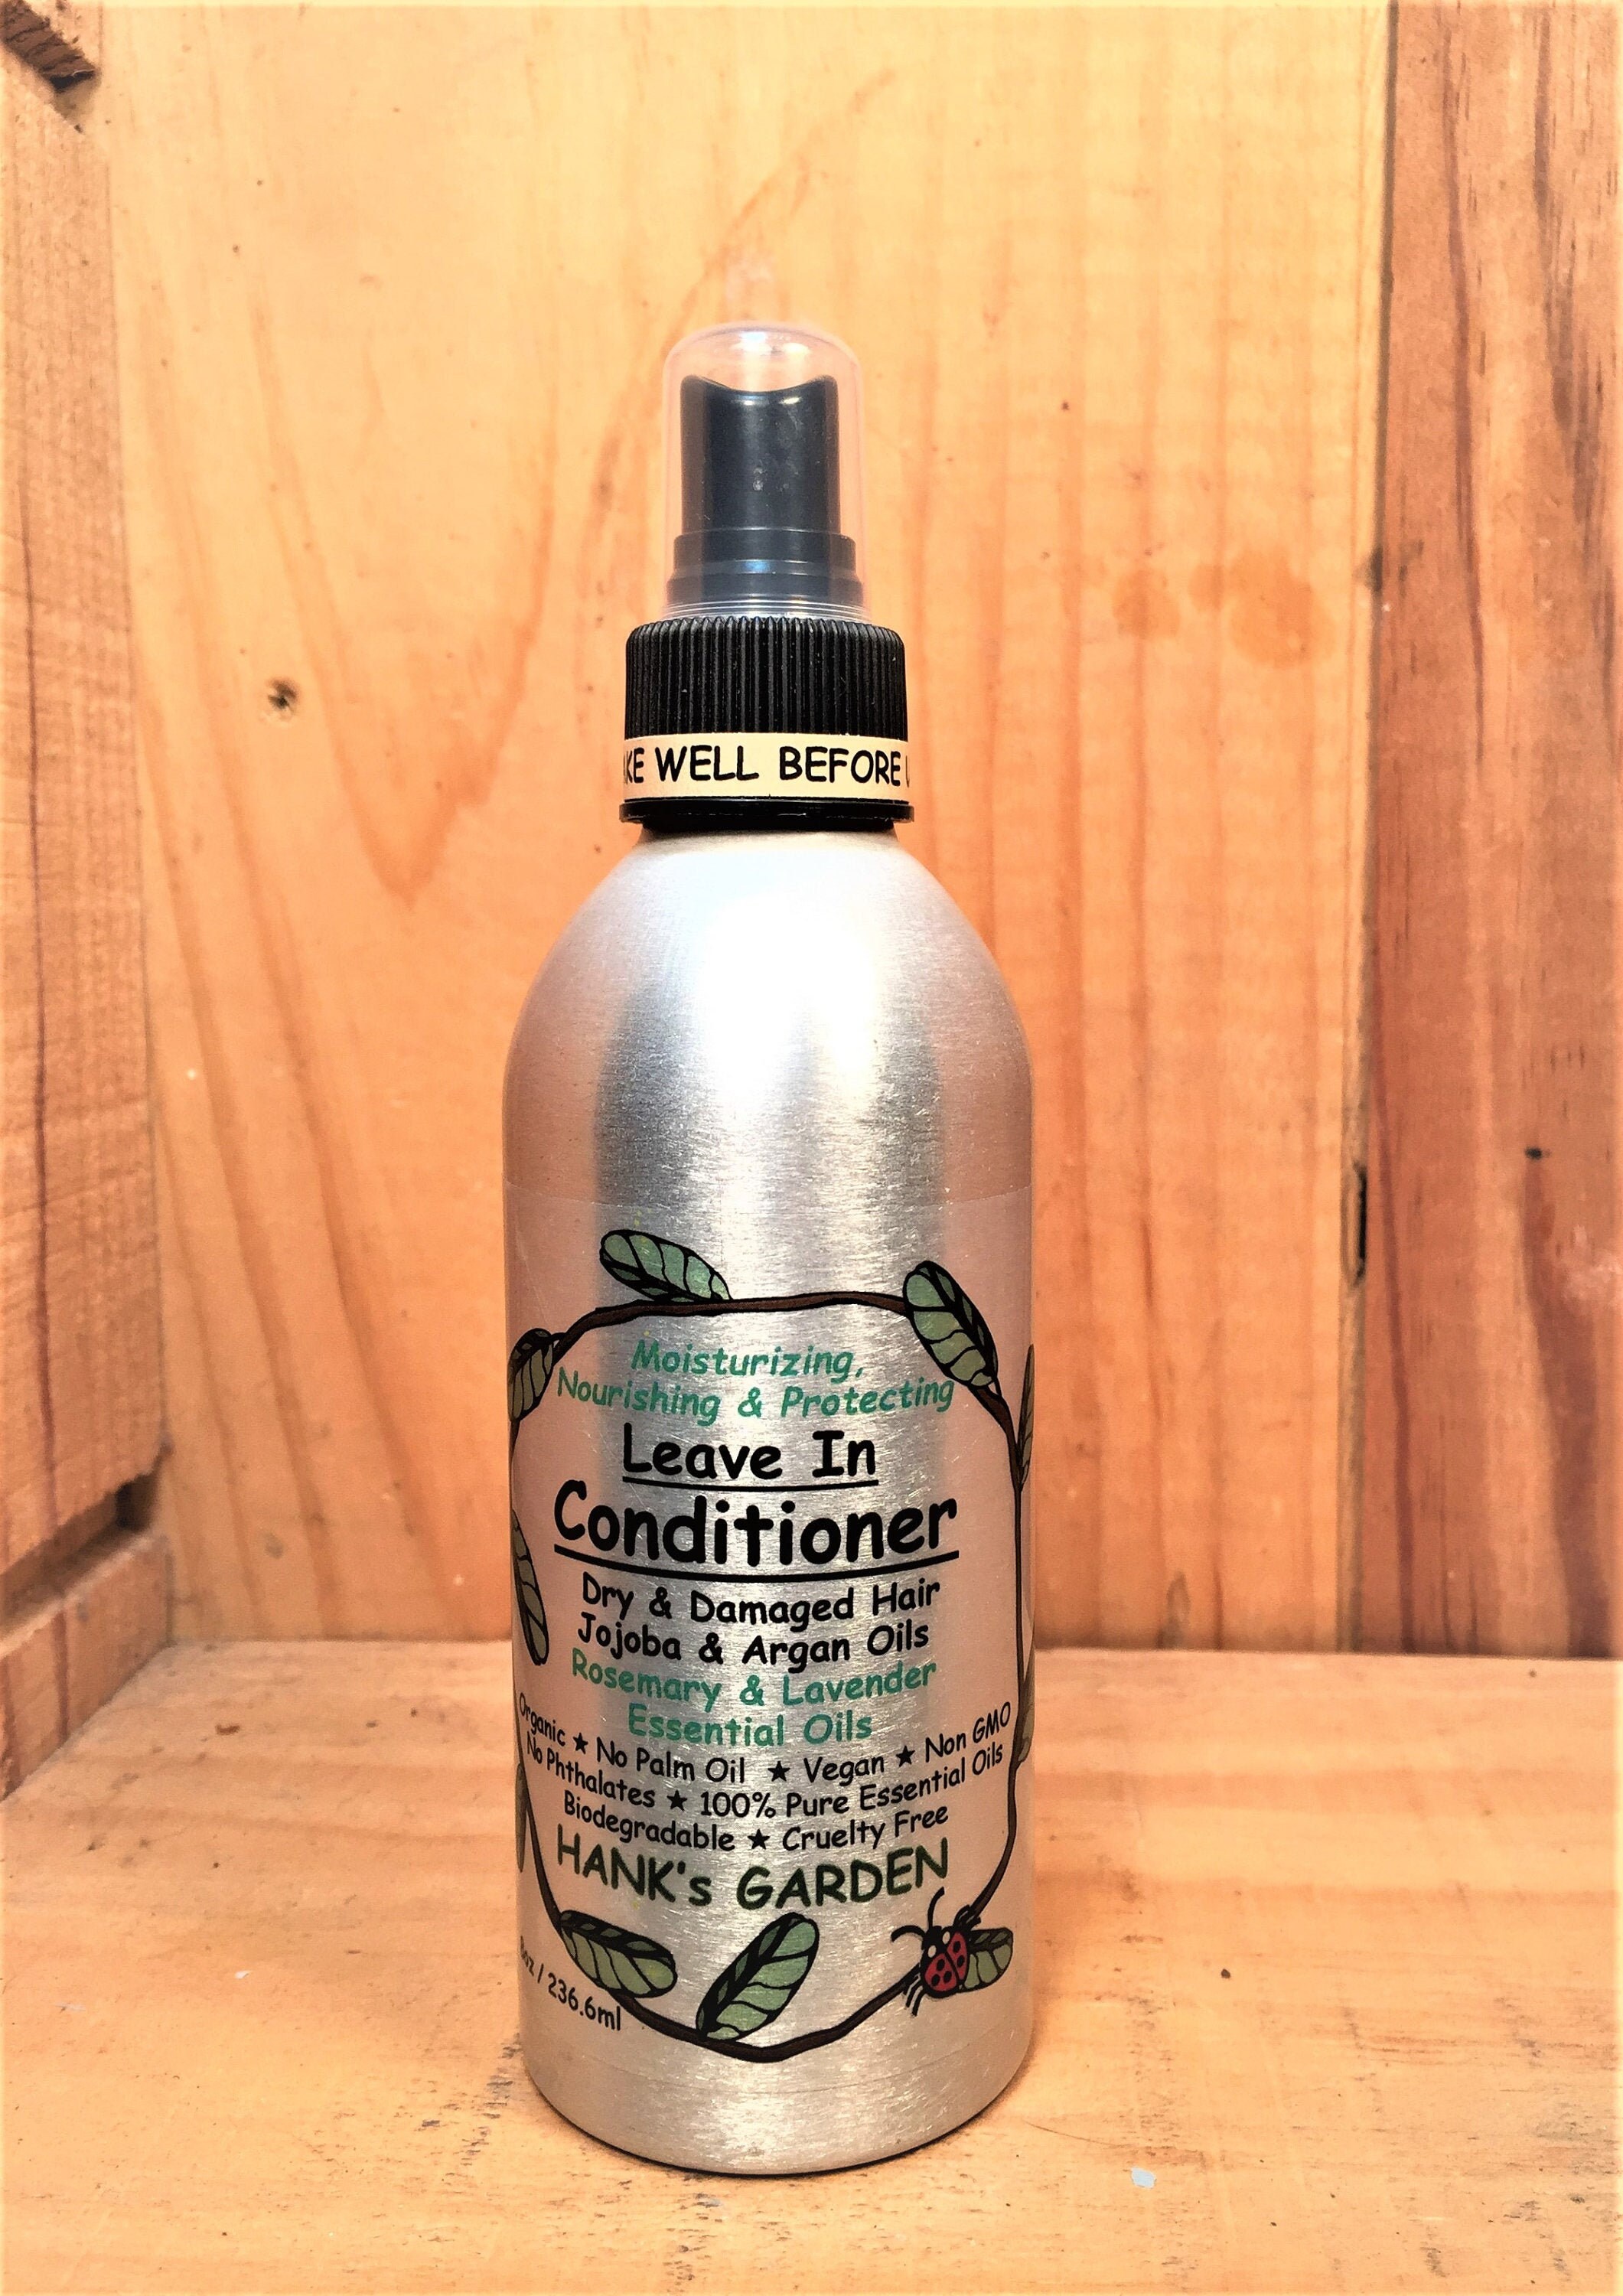 WELL BEFORE
Moisturizing,
Nourishing & Protecting
Leave In
Conditioner
Dry & Damaged Hair
Jojoba & Argan Oils
Rosemary & Lavender
Essential Oils
Organic ★ No Palm Oil ★ Vegan ★ Non GMO
No Phthalates ★ 100% Pure Essential Oils
Biodegradable ★ Cruelty Free
HANK's GARDEN
8oz / 236.6ml